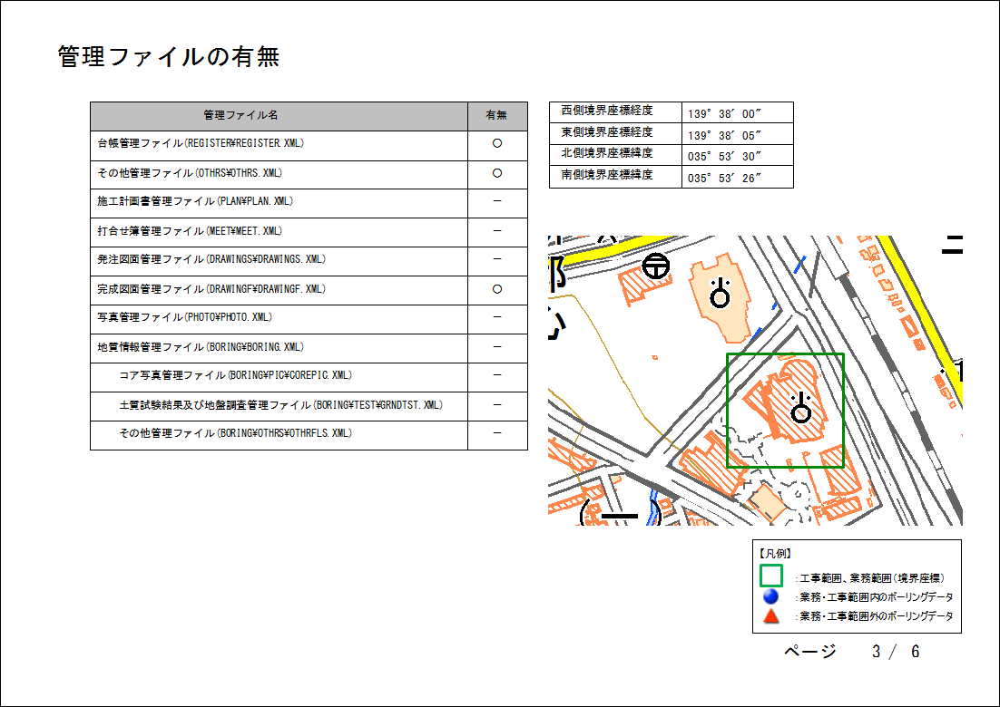 管理ファイルの有無
管理ファイル名 有無
台帳管理ファイル(REGISTER¥REGISTER.XML) ○
その他管理ファイル(OTHRS¥OTHRS.XML) ○
施工計画書管理ファイル(PLAN¥PLAN.XML) －
打合せ簿管理ファイル(MEET¥MEET.XML) －
発注図面管理ファイル(DRAWINGS¥DRAWINGS.XML) －
完成図面管理ファイル(DRAWINGF¥DRAWINGF.XML) ○
写真管理ファイル(PHOTO¥PHOTO.XML) －
地質情報管理ファイル(BORING¥BORING.XML) －
コア写真管理ファイル(BORING¥PIC¥COREPIC.XML) －
土質試験結果及び地盤調査管理ファイル(BORING¥TEST¥GRNDTST.XML) －
その他管理ファイル(BORING¥OTHRS¥OTHRFLS.XML) －
西側境界座標経度 139°38′00″
東側境界座標経度 139°38′05″
北側境界座標緯度 035°53′30″
南側境界座標緯度 035°53′26″
心
(一)
【凡例】
：工事範囲、業務範囲(境界座標)
：業務・工事範囲内のボーリングデータ
：業務・工事範囲外のボーリングデータ
ページ 3 / 6